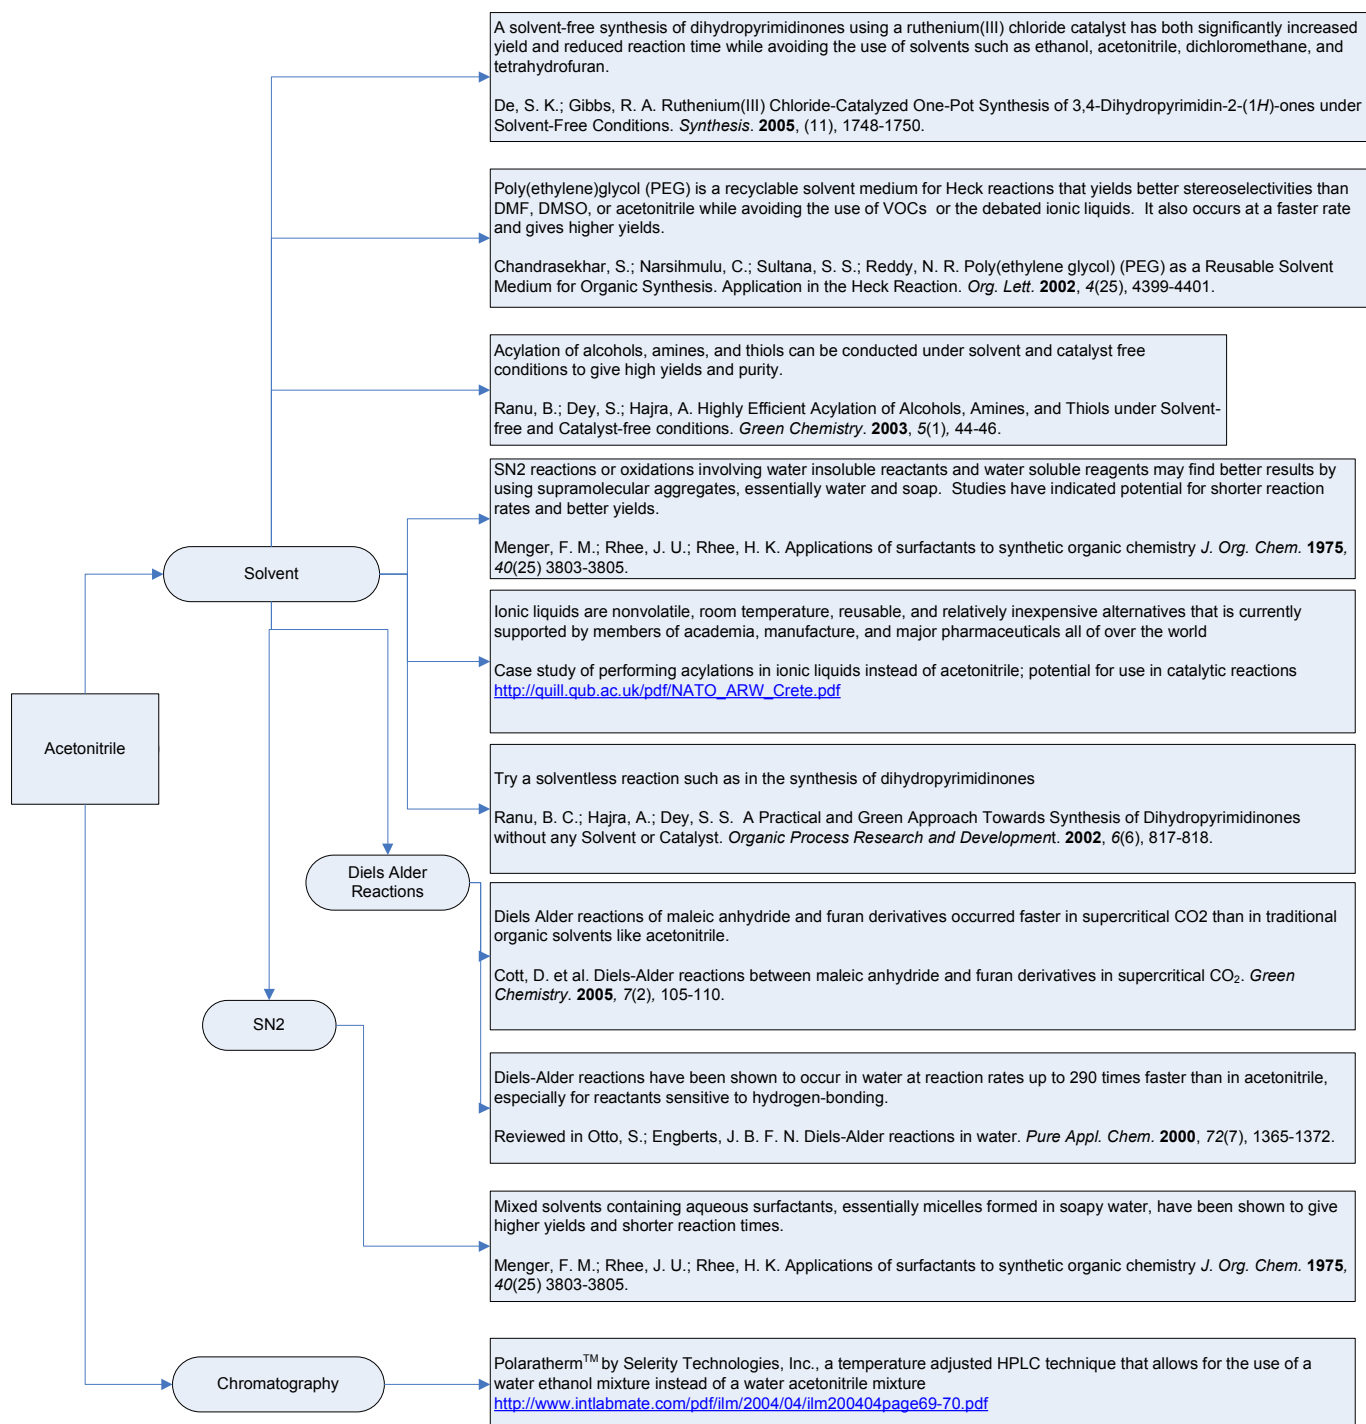 A solvent-free synthesis of dihydropyrimidinones using a ruthenium(III) chloride catalyst has both significantly increased
yield and reduced reaction time while avoiding the use of solvents such as ethanol, acetonitrile, dichloromethane, and
tetrahydrofuran.
De, S. K.; Gibbs, R. A. Ruthenium(III) Chloride-Catalyzed One-Pot Synthesis of 3,4-Dihydropyrimidin-2-(1H)-ones under
Solvent-Free Conditions. Synthesis. 2005, (11), 1748-1750.
Poly(ethylene)glycol (PEG) is a recyclable solvent medium for Heck reactions that yields better stereoselectivities than
DMF, DMSO, or acetonitrile while avoiding the use of VOCs or the debated ionic liquids. It also occurs at a faster rate
and gives higher yields.
Chandrasekhar, S.; Narsihmulu, C.; Sultana, S. S.; Reddy, N. R. Poly(ethylene glycol) (PEG) as a Reusable Solvent
Medium for Organic Synthesis. Application in the Heck Reaction. Org. Lett. 2002, 4(25), 4399-4401.
Acylation of alcohols, amines, and thiols can be conducted under solvent and catalyst free
conditions to give high yields and purity.
Ranu, B.; Dey, S.; Hajra, A. Highly Efficient Acylation of Alcohols, Amines, and Thiols under Solvent-
free and Catalyst-free conditions. Green Chemistry. 2003, 5(1), 44-46.
SN2 reactions or oxidations involving water insoluble reactants and water soluble reagents may find better results by
using supramolecular aggregates, essentially water and soap. Studies have indicated potential for shorter reaction
rates and better yields.
Menger, F. M.; Rhee, J. U.; Rhee, H. K. Applications of surfactants to synthetic organic chemistry J. Org. Chem. 1975,
40(25) 3803-3805.
Solvent
Ionic liquids are nonvolatile, room temperature, reusable, and relatively inexpensive alternatives that is currently
supported by members of academia, manufacture, and major pharmaceuticals all of over the world
Case study of performing acylations in ionic liquids instead of acetonitrile; potential for use in catalytic reactions
http://quill.qub.ac.uk/pdf/NATO_ARW_Crete.pdf
Acetonitrile
Try a solventless reaction such as in the synthesis of dihydropyrimidinones
Ranu, B. C.; Hajra, A.; Dey, S. S. A Practical and Green Approach Towards Synthesis of Dihydropyrimidinones
without any Solvent or Catalyst. Organic Process Research and Development. 2002, 6(6), 817-818.
Diels Alder
Reactions
Diels Alder reactions of maleic anhydride and furan derivatives occurred faster in supercritical CO2 than in traditional
organic solvents like acetonitrile.
Cott, D. et al. Diels-Alder reactions between maleic anhydride and furan derivatives in supercritical CO₂. Green
Chemistry. 2005, 7(2), 105-110.
SN2
Diels-Alder reactions have been shown to occur in water at reaction rates up to 290 times faster than in acetonitrile,
especially for reactants sensitive to hydrogen-bonding.
Reviewed in Otto, S.; Engberts, J. B. F. N. Diels-Alder reactions in water. Pure Appl. Chem. 2000, 72(7), 1365-1372.
Mixed solvents containing aqueous surfactants, essentially micelles formed in soapy water, have been shown to give
higher yields and shorter reaction times.
Menger, F. M.; Rhee, J. U.; Rhee, H. K. Applications of surfactants to synthetic organic chemistry J. Org. Chem. 1975,
40(25) 3803-3805.
Chromatography
Polaratherm™ by Selerity Technologies, Inc., a temperature adjusted HPLC technique that allows for the use of a
water ethanol mixture instead of a water acetonitrile mixture
http://www.intlabmate.com/pdf/ilm/2004/04/ilm200404page69-70.pdf